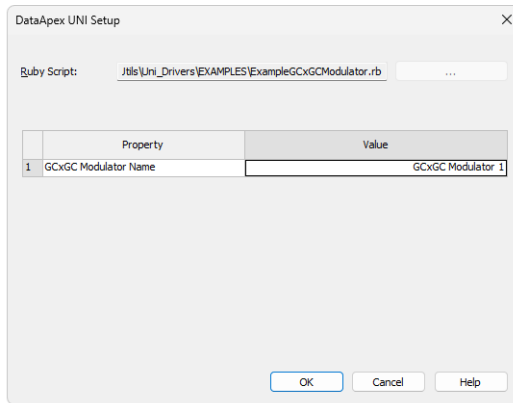 DataApex UNI Setup
Ruby Script: Jtils\Uni_Drivers\EXAMPLES\ExampleGCxGCModulator.rb ...
Property Value
1 GCxGC Modulator Name GCxGC Modulator 1
OK Cancel Help